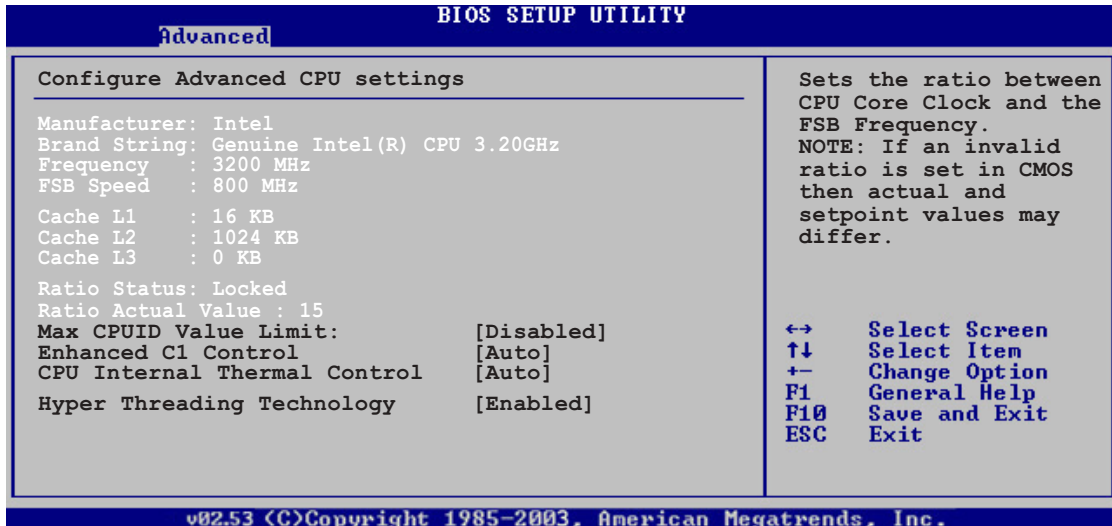 BIOS SETUP UTILITY
Advanced
Configure Advanced CPU settings
Manufacturer: Intel
Brand String: Genuine Intel(R) CPU 3.20GHz
Frequency : 3200 MHz
FSB Speed : 800 MHz
Cache L1 : 16 KB
Cache L2 : 1024 KB
Cache L3 : 0 KB
Ratio Status: Locked
Ratio Actual Value : 15
Max CPUID Value Limit: [Disabled]
Enhanced C1 Control [Auto]
CPU Internal Thermal Control [Auto]
Hyper Threading Technology [Enabled]
Sets the ratio between
CPU Core Clock and the
FSB Frequency.
NOTE: If an invalid
ratio is set in CMOS
then actual and
setpoint values may
differ.
←→ Select Screen
↑↓ Select Item
+- Change Option
F1 General Help
F10 Save and Exit
ESC Exit
v02.53 (C)Copyright 1985-2003, American Megatrends, Inc.